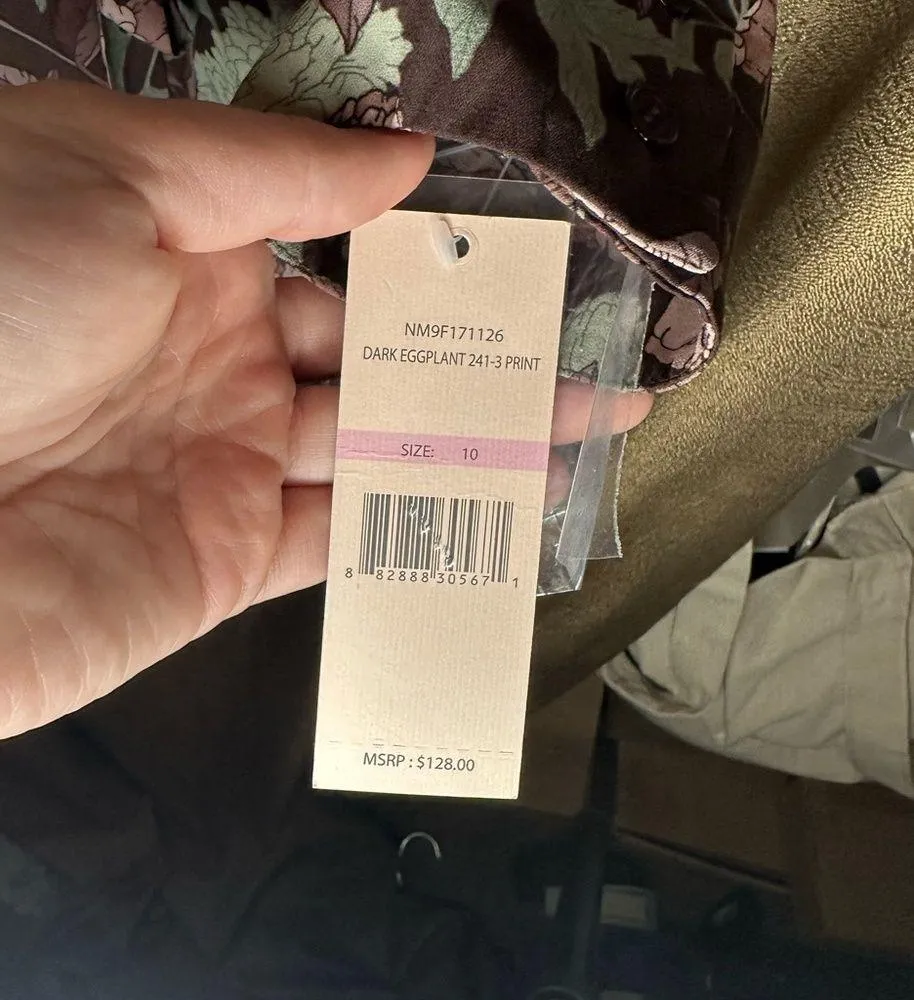 NM9F171126
DARK EGGPLANT 241-3 PRINT
SIZE: 10
8 82888 30567 1
MSRP : $128.00